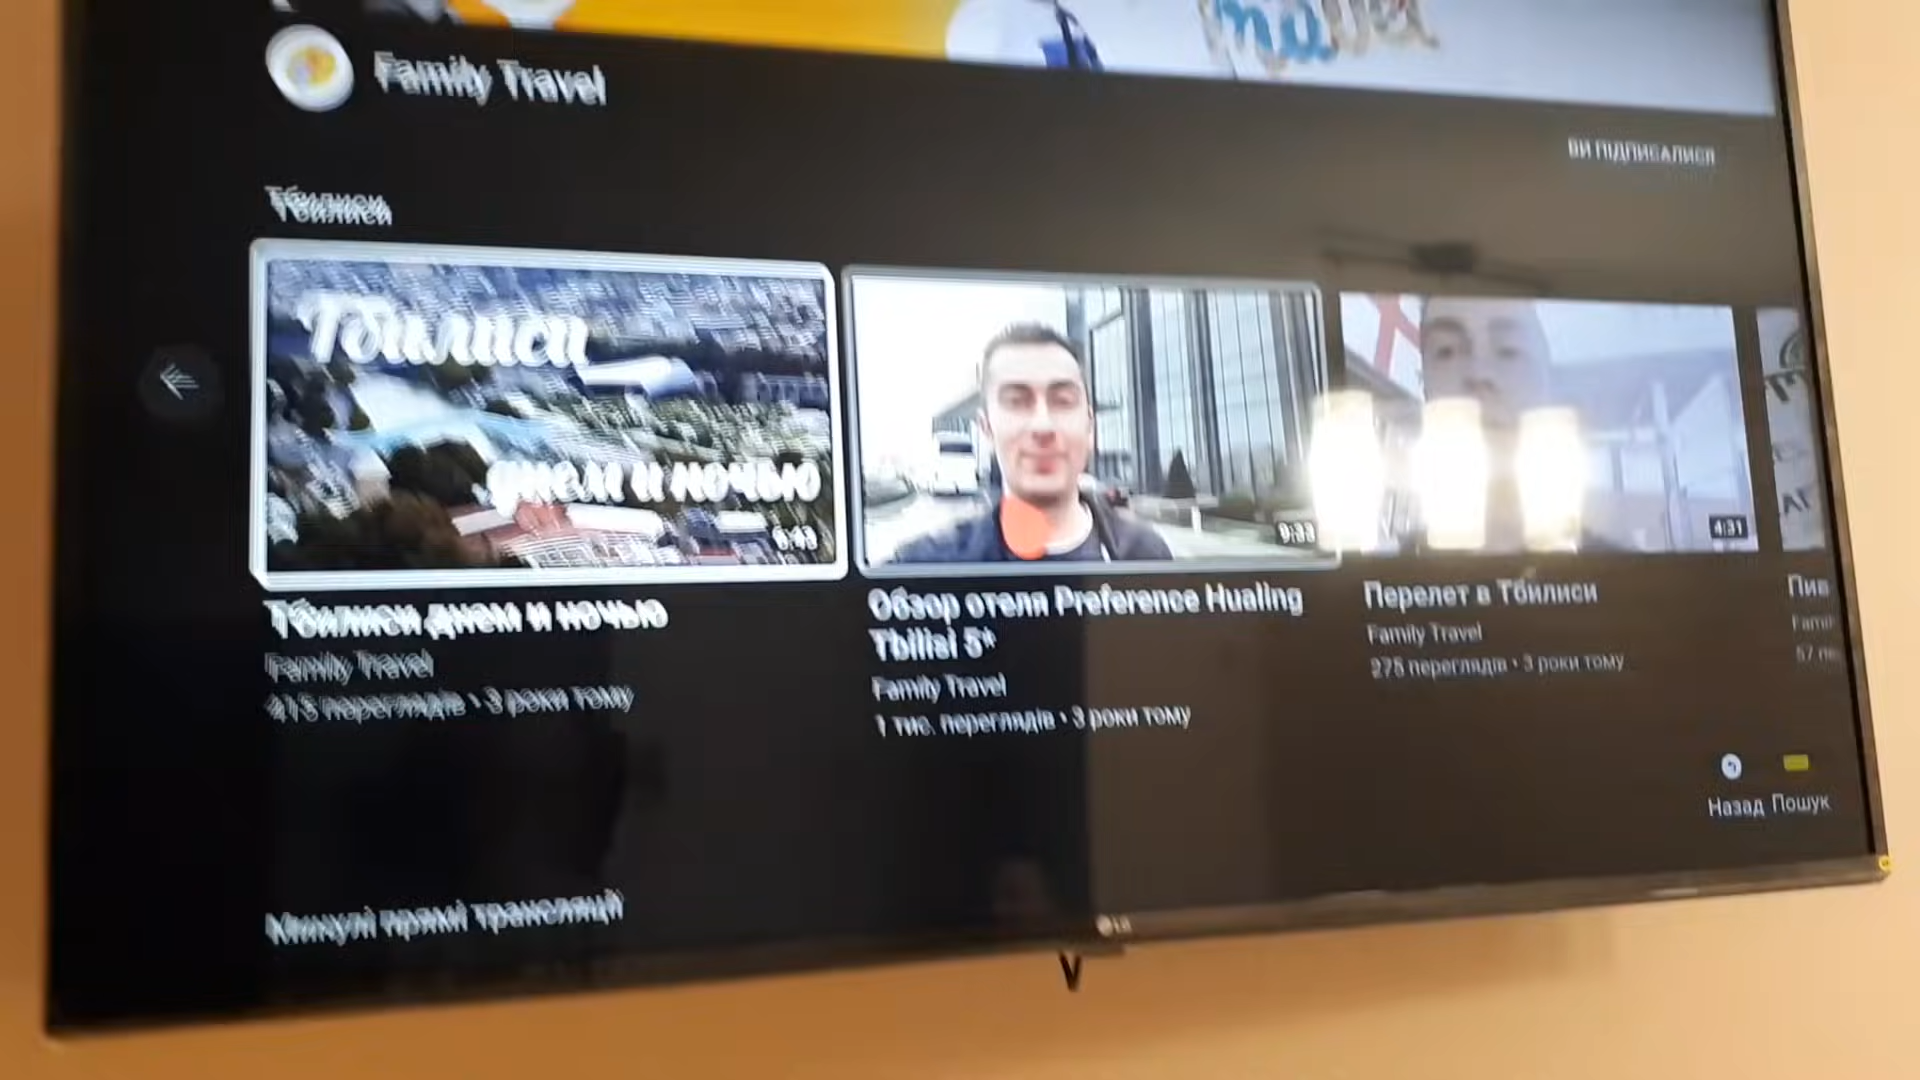 Family Travel
ВИ ПІДПИСАЛИСЯ
Тбилиси
Тбилиси
днем и ночью
9:33
4:31
Тбилиси днем и ночью
Family Travel
415 переглядів • 3 роки тому
Обзор отеля Preference Hualing
Tbilisi 5*
Family Travel
1 тис. переглядів • 3 роки тому
Перелет в Тбилиси
Family Travel
275 переглядів • 3 роки тому
Пив
57
Назад Пошук
Минулі прямі трансляції
LG